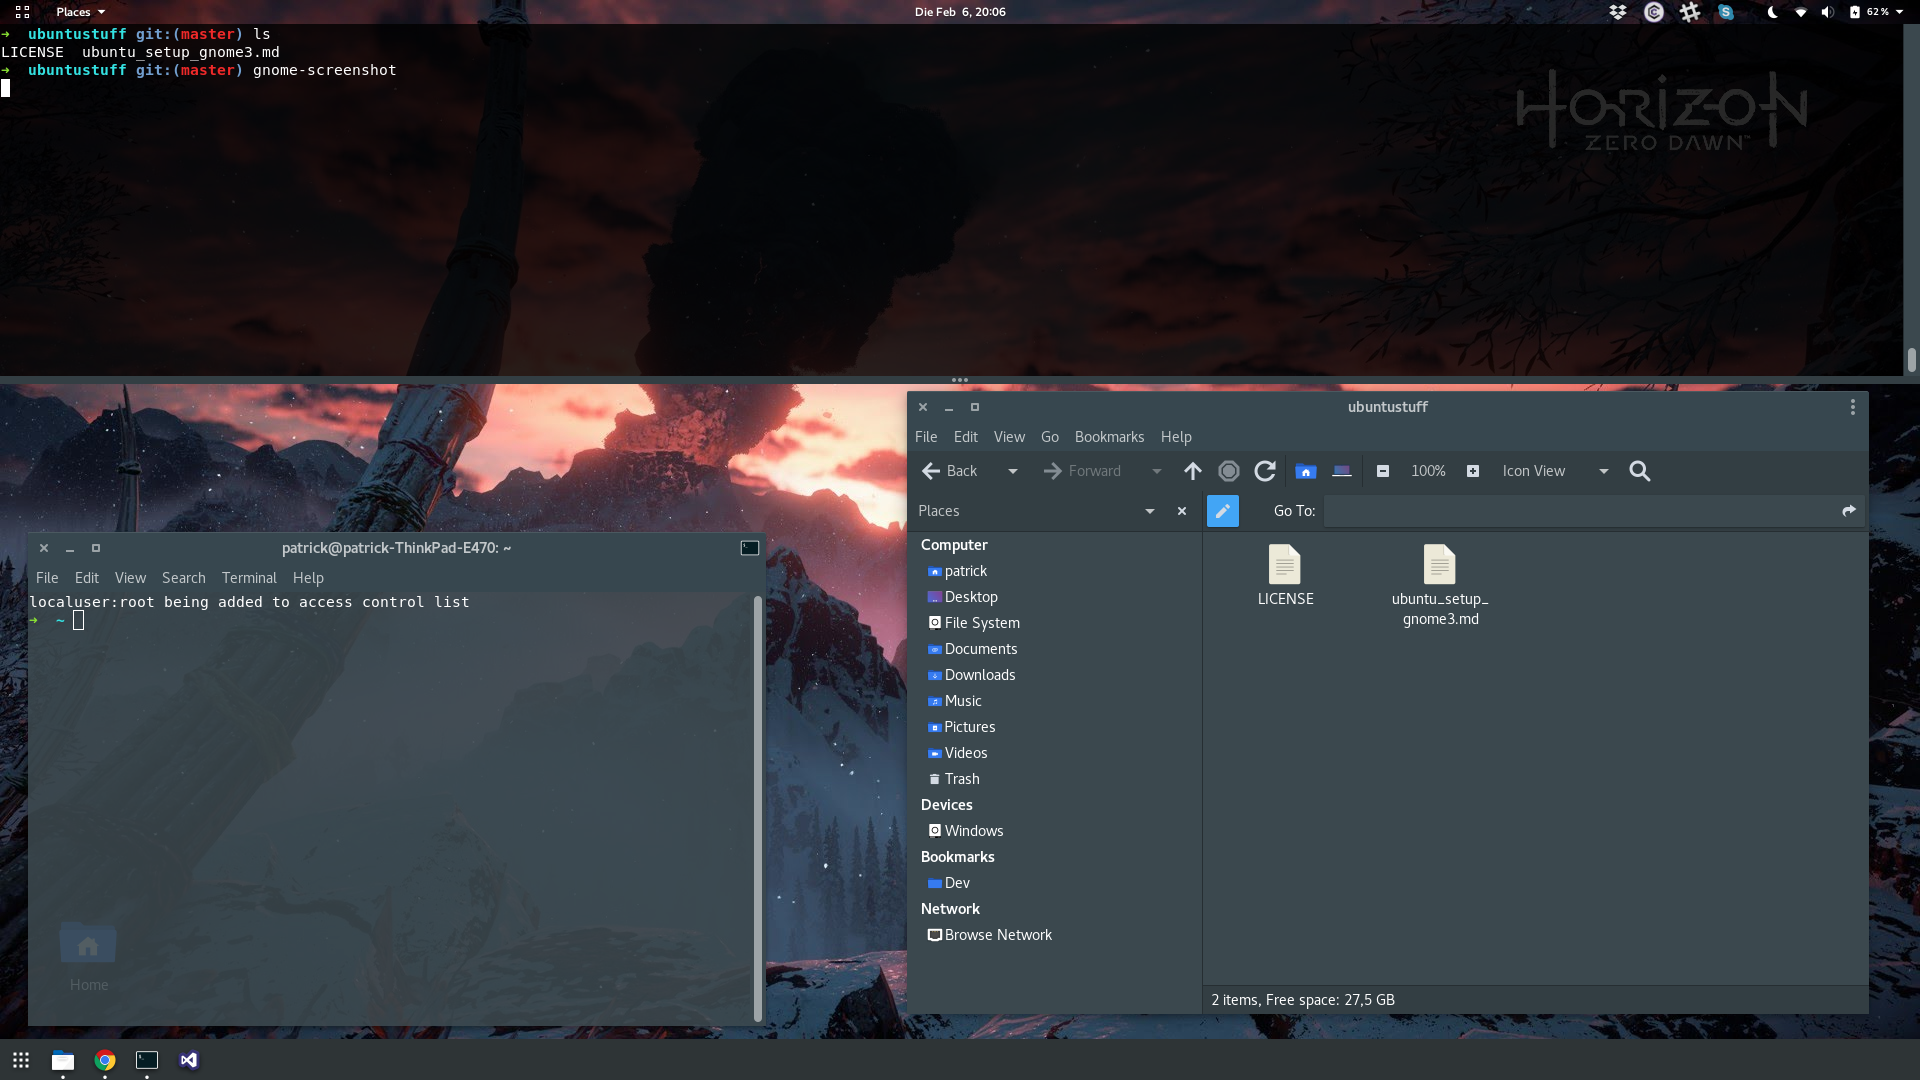 Places
Die Feb 6, 20:06
62 %
➜ ubuntustuff git:(master) ls
LICENSE ubuntu_setup_gnome3.md
➜ ubuntustuff git:(master) gnome-screenshot
HORIZON
ZERO DAWN™
patrick@patrick-ThinkPad-E470: ~
File Edit View Search Terminal Help
localuser:root being added to access control list
➜ ~
Home
ubuntustuff
File Edit View Go Bookmarks Help
Back Forward 100% Icon View
Places
Go To:
Computer
patrick
Desktop
File System
Documents
Downloads
Music
Pictures
Videos
Trash
Devices
Windows
Bookmarks
Dev
Network
Browse Network
LICENSE
ubuntu_setup_
gnome3.md
2 items, Free space: 27,5 GB